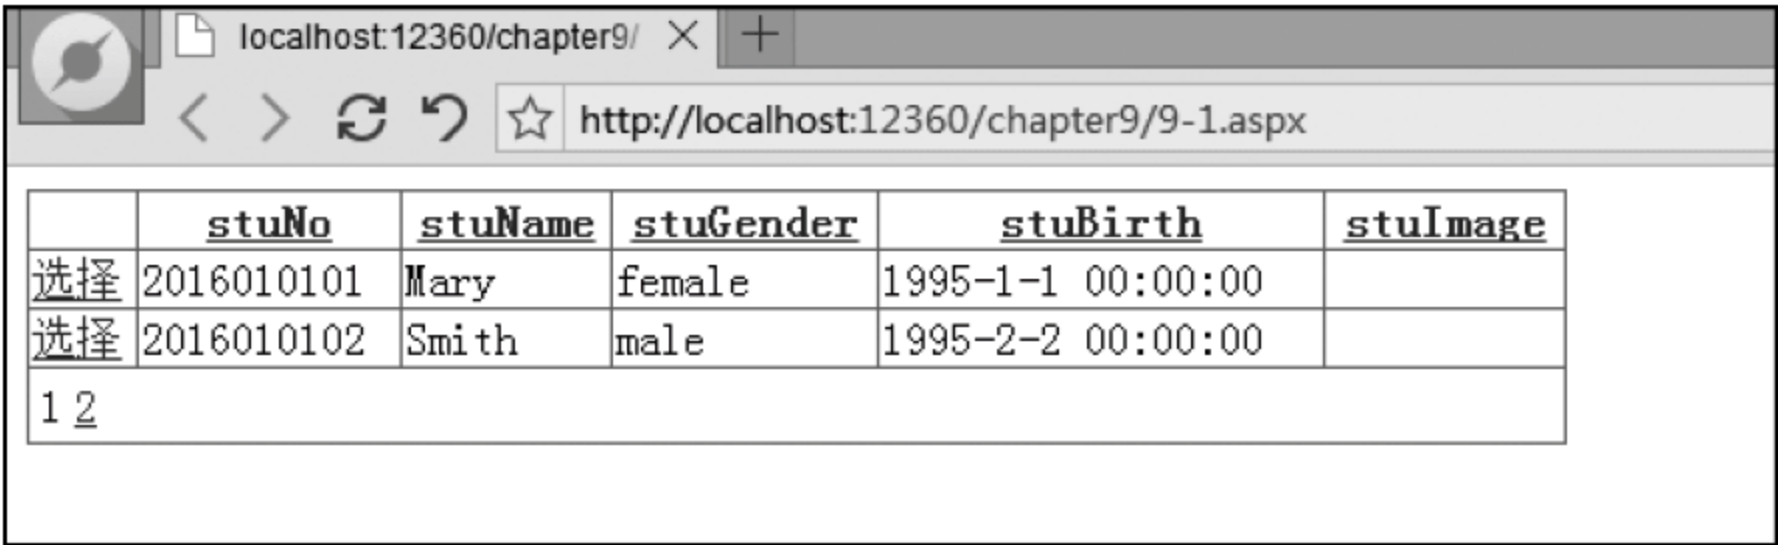 localhost:12360/chapter9/
http://localhost:12360/chapter9/9-1.aspx
stuNo stuName stuGender stuBirth stuImage
选择 2016010101 Mary female 1995-1-1 00:00:00
选择 2016010102 Smith male 1995-2-2 00:00:00
1 2